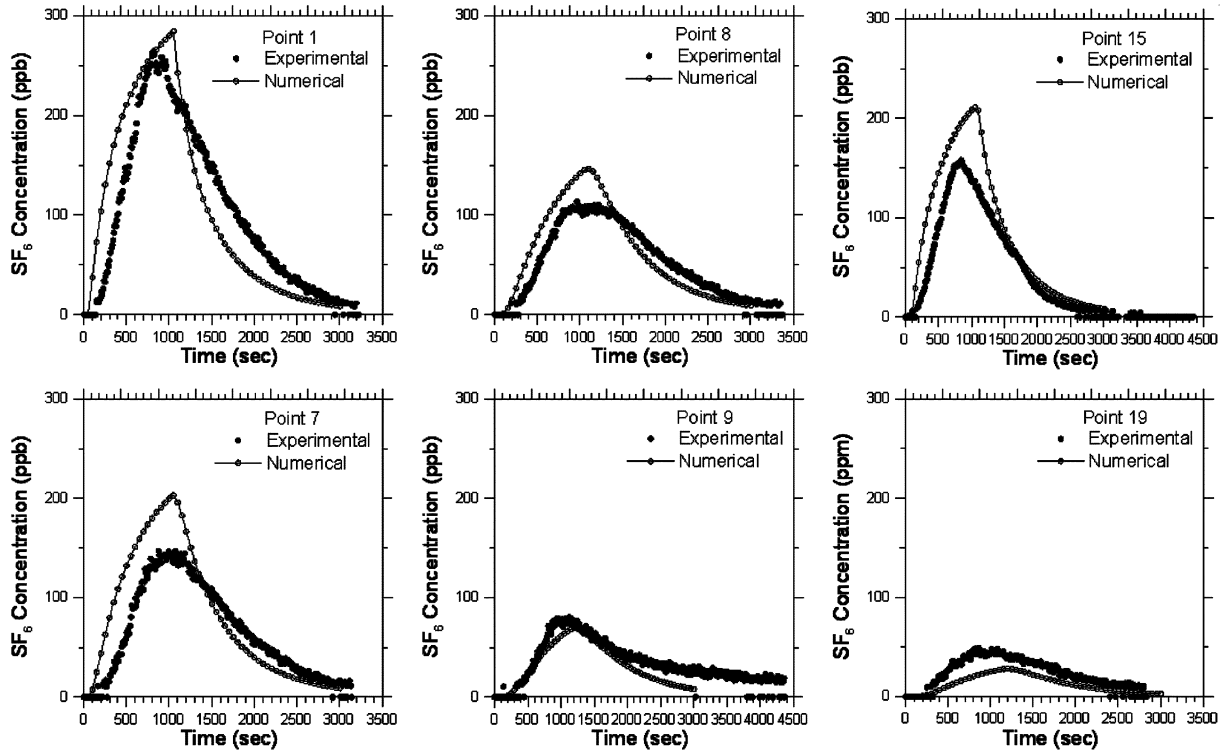 Point 1
Experimental
Numerical
SF6 Concentration (ppb)
300
200
100
0
0 500 1000 1500 2000 2500 3000 3500
Time (sec)
Point 8
Experimental
Numerical
SF6 Concentration (ppb)
300
200
100
0
0 500 1000 1500 2000 2500 3000 3500
Time (sec)
Point 15
Experimental
Numerical
SF6 Concentration (ppb)
300
200
100
0
0 500 1000 1500 2000 2500 3000 3500 4000 4500
Time (sec)
Point 7
Experimental
Numerical
SF6 Concentration (ppb)
300
200
100
0
0 500 1000 1500 2000 2500 3000 3500
Time (sec)
Point 9
Experimental
Numerical
SF6 Concentration (ppb)
300
200
100
0
0 500 1000 1500 2000 2500 3000 3500 4000 4500
Time (sec)
Point 19
Experimental
Numerical
SF6 Concentration (ppm)
300
200
100
0
0 500 1000 1500 2000 2500 3000 3500
Time (sec)